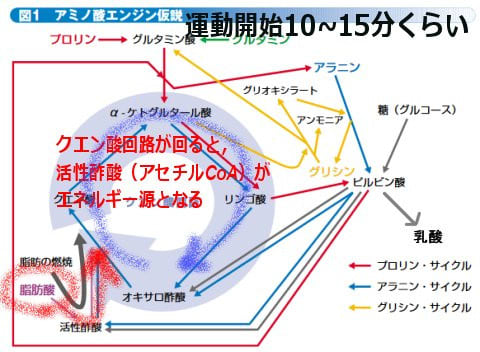 図1 アミノ酸エンジン仮説
運動開始10~15分くらい
プロリン
グルタミン酸
グルタミン
アラニン
グリオキシラート
アンモニア
糖（グルコース）
α-ケトグルタール酸
グリシン
クエン酸回路が回ると,
活性酢酸（アセチルCoA）が
エネルギー源となる
リンゴ酸
ピルビン酸
乳酸
脂肪の燃焼
脂肪酸
オキサロ酢酸
活性酢酸
プロリン・サイクル
アラニン・サイクル
グリシン・サイクル